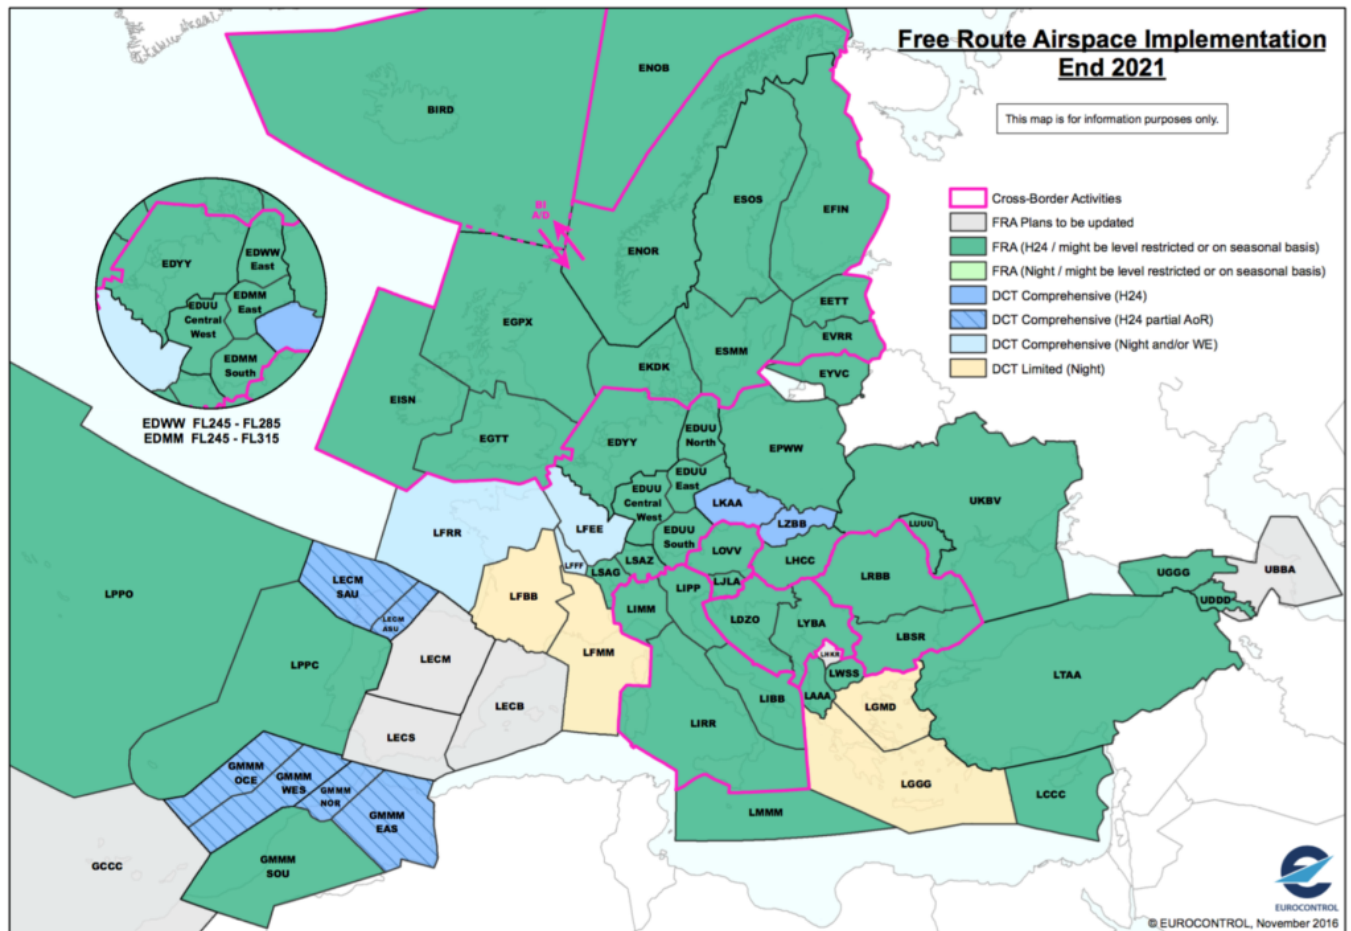 Free Route Airspace Implementation
End 2021
This map is for information purposes only.
Cross-Border Activities
FRA Plans to be updated
FRA (H24 / might be level restricted or on seasonal basis)
FRA (Night / might be level restricted or on seasonal basis)
DCT Comprehensive (H24)
DCT Comprehensive (H24 partial AoR)
DCT Comprehensive (Night and/or WE)
DCT Limited (Night)
ENOB
BIRD
BI
A/D
ESOS
EFIN
ENOR
EDYY
EDWW
East
EDMM
East
EDUU
Central
West
EDMM
South
EDWW FL245 - FL285
EDMM FL245 - FL315
EGPX
EETT
EVRR
ESMM
EKDK
EYVC
EISN
EGTT
EDYY
EDUU
North
EPWW
EDUU
East
EDUU
Central
West
LKAA
UKBV
LZBB
LUUU
LFRR
LFEE
EDUU
South
LOVV
LHCC
LFFF
LSAG
LSAZ
LRBB
UGGG
UBBA
LPPO
LECM
SAU
LECM
ASU
LFBB
LIMM
LIPP
LJLA
UDDD
LDZO
LYBA
LBSR
LPPC
LECM
LFMM
LWSS
LTAA
LAAA
LECB
LIRR
LIBB
LGMD
LECS
GMMM
OCE
GMMM
WES
GMMM
NOR
GMMM
EAS
LGGG
LCCC
LMMM
GCCC
GMMM
SOU
EUROCONTROL
© EUROCONTROL, November 2016